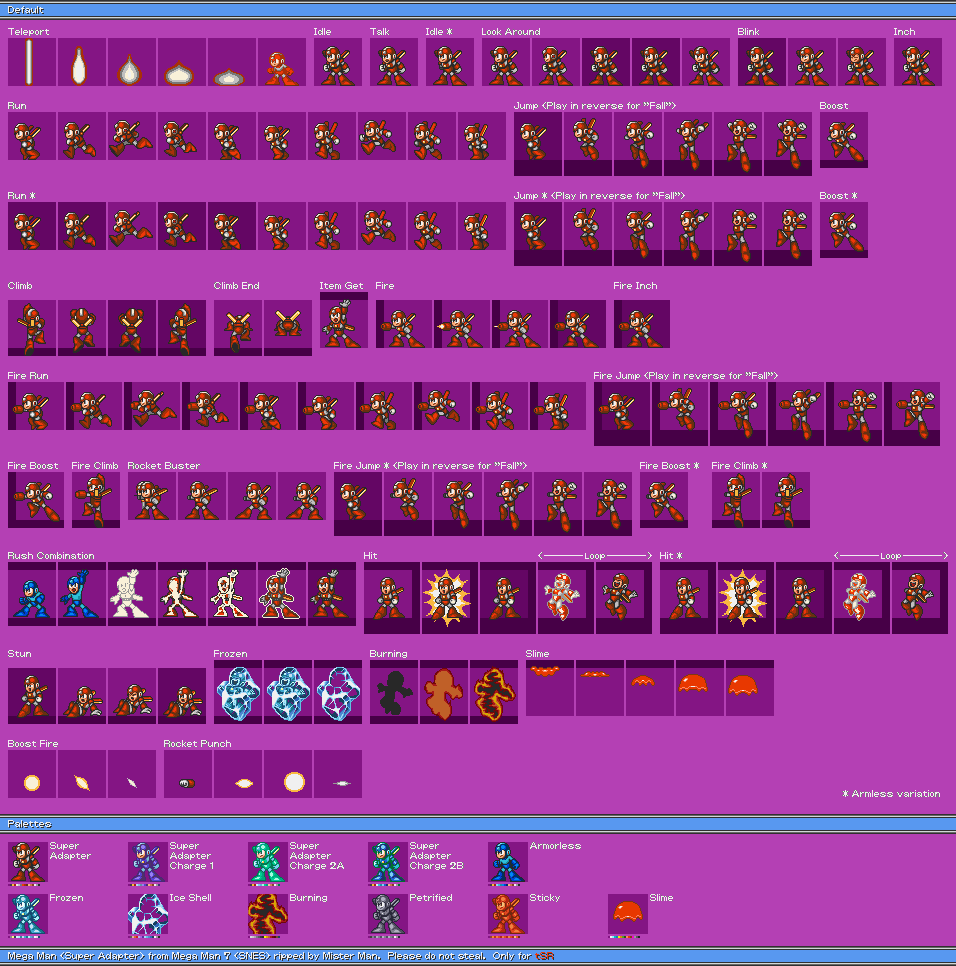 Default
Teleport Idle Talk Idle * Look Around Blink Inch
Run Jump <Play in reverse for "Fall"> Boost
Run * Jump * <Play in reverse for "Fall"> Boost *
Climb Climb End Item Get Fire Fire Inch
Fire Run Fire Jump <Play in reverse for "Fall">
Fire Boost Fire Climb Rocket Buster Fire Jump * <Play in reverse for "Fall"> Fire Boost * Fire Climb *
Rush Combination Hit <——Loop——> Hit * <——Loop——>
Stun Frozen Burning Slime
Boost Fire Rocket Punch
* Armless variation
Palettes
Super Adapter
Super Adapter Charge 1
Super Adapter Charge 2A
Super Adapter Charge 2B
Armorless
Frozen Ice Shell Burning Petrified Sticky Slime
Mega Man <Super Adapter> from Mega Man 7 <SNES> ripped by Mister Man. Please do not steal. Only for tSR